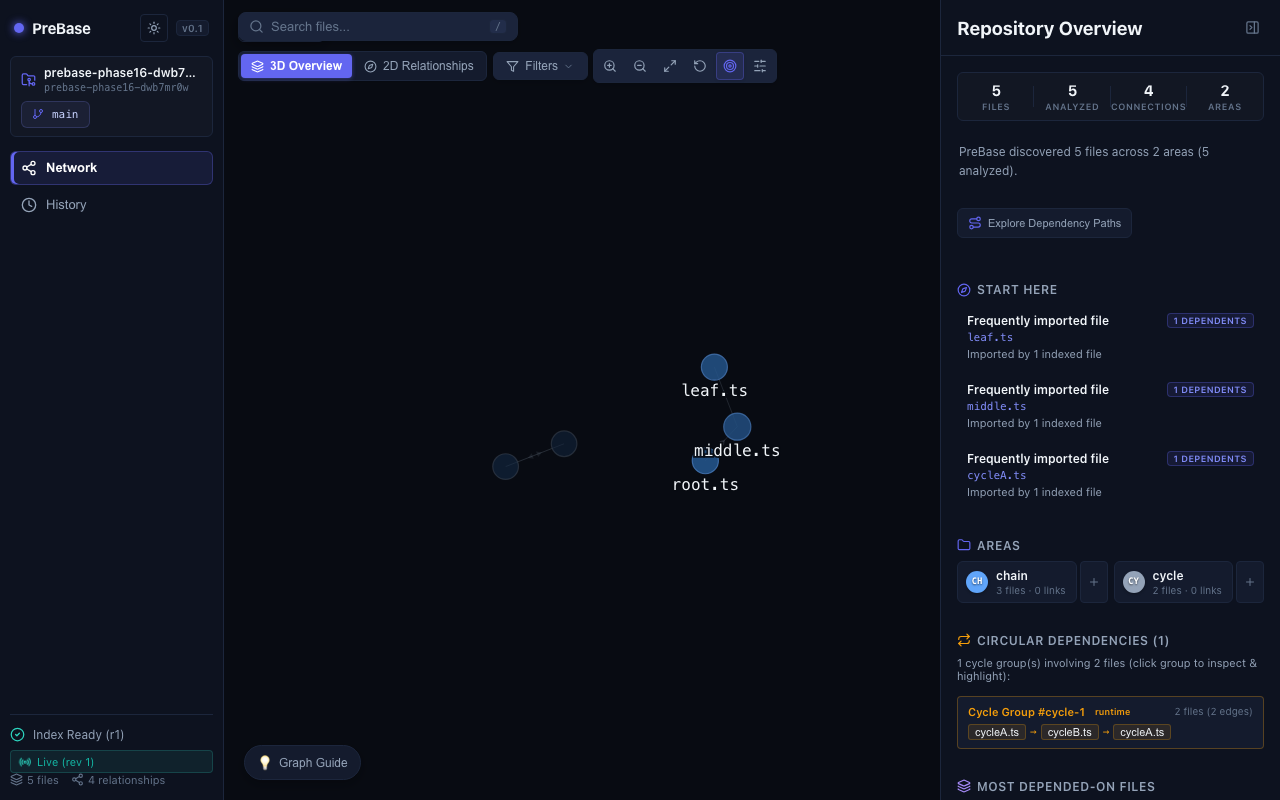 PreBase
v0.1
prebase-phase16-dwb7...
prebase-phase16-dwb7mr0w
main
Network
History
Index Ready (r1)
Live (rev 1)
5 files
4 relationships
Search files...
/
3D Overview
2D Relationships
Filters
leaf.ts
middle.ts
root.ts
Graph Guide
Repository Overview
5
FILES
5
ANALYZED
4
CONNECTIONS
2
AREAS
PreBase discovered 5 files across 2 areas (5
analyzed).
Explore Dependency Paths
START HERE
Frequently imported file
1 DEPENDENTS
leaf.ts
Imported by 1 indexed file
Frequently imported file
1 DEPENDENTS
middle.ts
Imported by 1 indexed file
Frequently imported file
1 DEPENDENTS
cycleA.ts
Imported by 1 indexed file
AREAS
CH
chain
3 files · 0 links
+
CY
cycle
2 files · 0 links
+
CIRCULAR DEPENDENCIES (1)
1 cycle group(s) involving 2 files (click group to inspect &
highlight):
Cycle Group #cycle-1 runtime 2 files (2 edges)
cycleA.ts → cycleB.ts → cycleA.ts
MOST DEPENDED-ON FILES